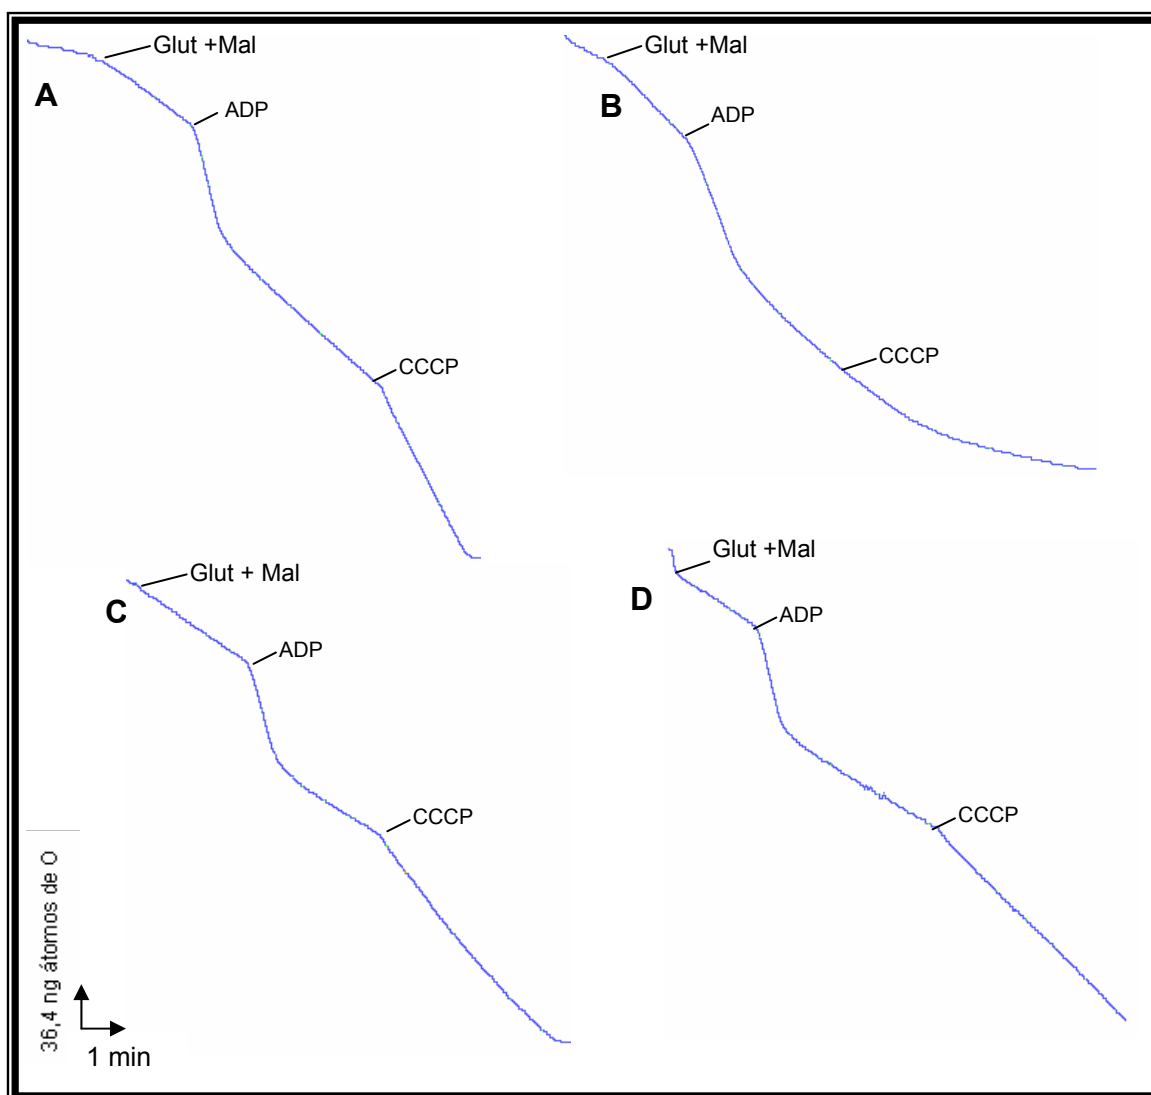 Glut +Mal
A
ADP
CCCP
Glut +Mal
B
ADP
CCCP
Glut + Mal
C
ADP
CCCP
Glut +Mal
D
ADP
CCCP
36,4 ng átomos de O
1 min